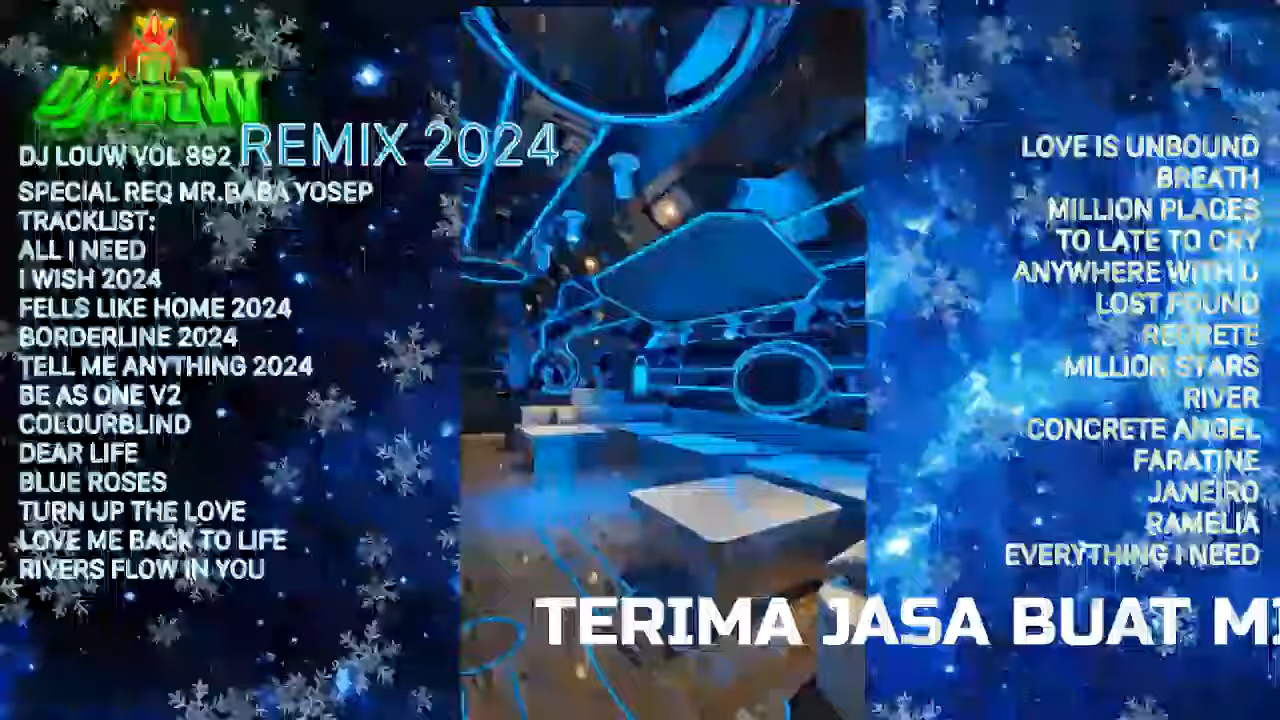 DJ LOUW
REMIX 2024
DJ LOUW VOL 892
SPECIAL REQ MR.BABA YOSEP
TRACKLIST:
ALL I NEED
I WISH 2024
FELLS LIKE HOME 2024
BORDERLINE 2024
TELL ME ANYTHING 2024
BE AS ONE V2
COLOURBLIND
DEAR LIFE
BLUE ROSES
TURN UP THE LOVE
LOVE ME BACK TO LIFE
RIVERS FLOW IN YOU
LOVE IS UNBOUND
BREATH
MILLION PLACES
TO LATE TO CRY
ANYWHERE WITH U
LOST FOUND
REGRETE
MILLION STARS
RIVER
CONCRETE ANGEL
FARATINE
JANEIRO
RAMELIA
EVERYTHING I NEED
TERIMA JASA BUAT